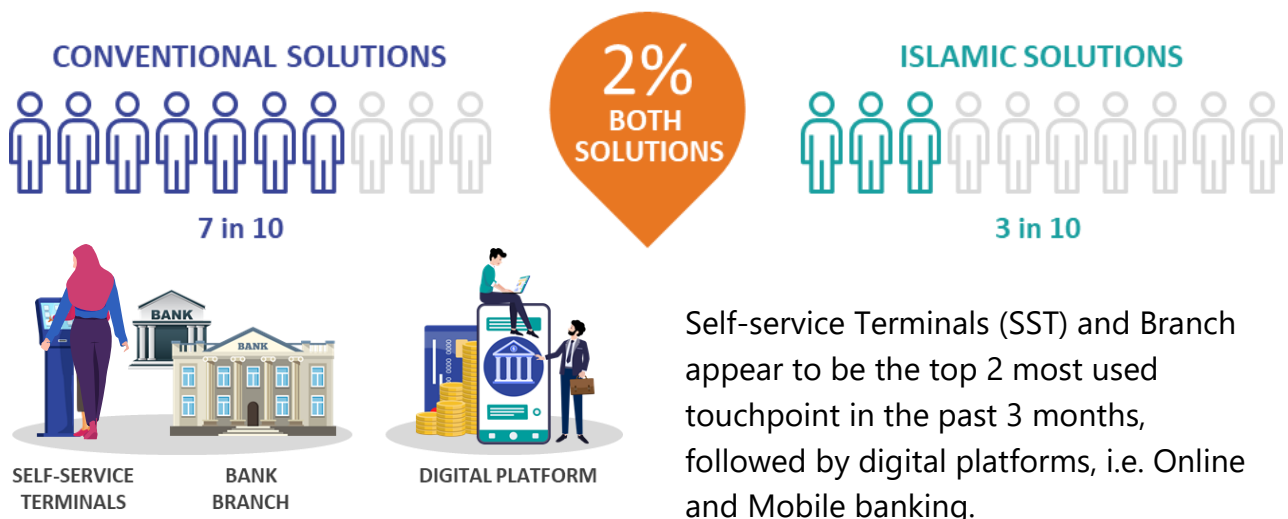 CONVENTIONAL SOLUTIONS
7 in 10
2%
BOTH
SOLUTIONS
ISLAMIC SOLUTIONS
3 in 10
BANK
BANK
SELF-SERVICE
TERMINALS
BANK
BRANCH
DIGITAL PLATFORM
Self-service Terminals (SST) and Branch
appear to be the top 2 most used
touchpoint in the past 3 months,
followed by digital platforms, i.e. Online
and Mobile banking.